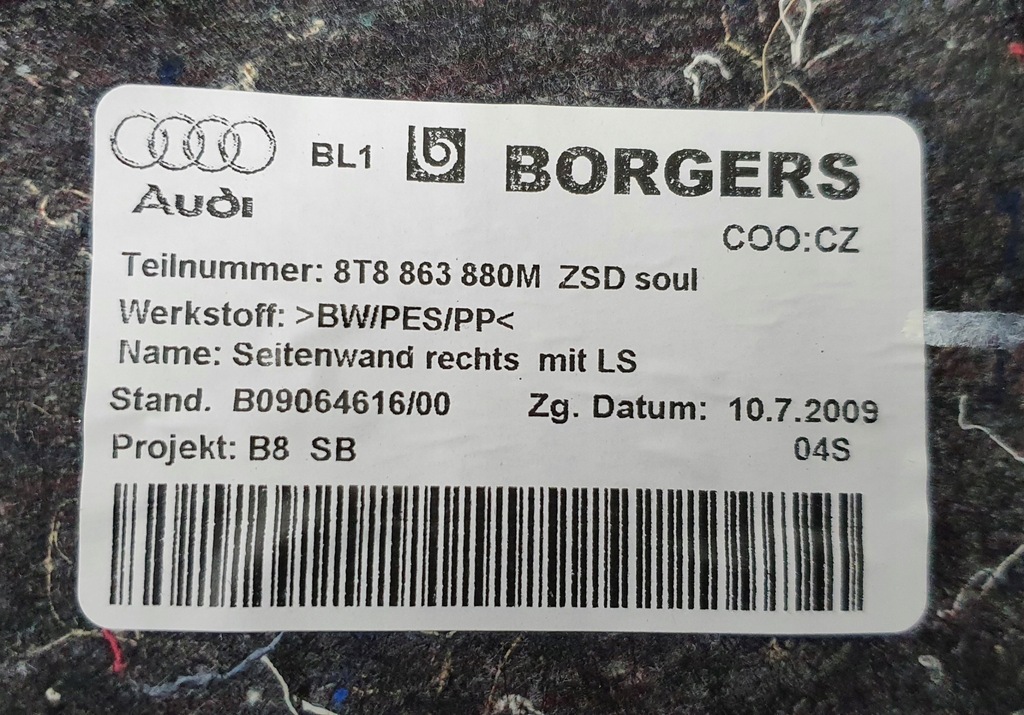 Audi BL1 BORGERS
COO:CZ
Teilnummer: 8T8 863 880M ZSD soul
Werkstoff: >BW/PES/PP<
Name: Seitenwand rechts mit LS
Stand. B09064616/00 Zg. Datum: 10.7.2009
Projekt: B8 SB 04S